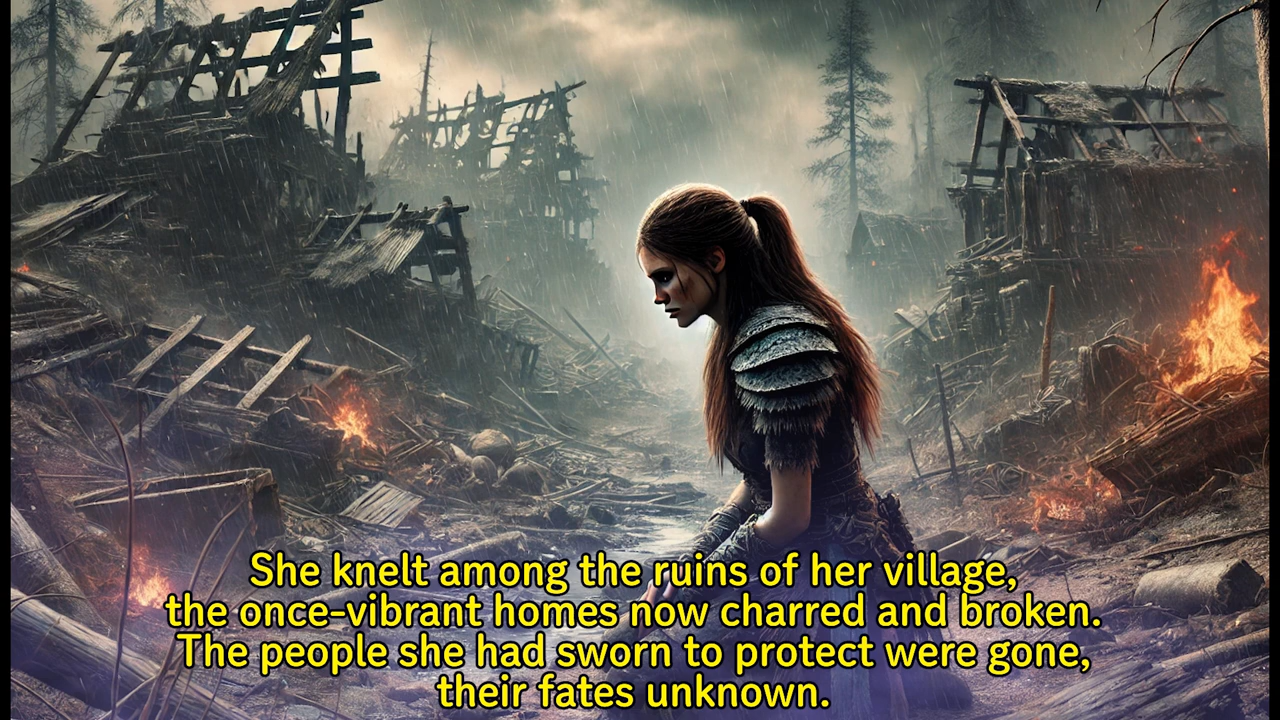 She knelt among the ruins of her village,
the once-vibrant homes now charred and broken.
The people she had sworn to protect were gone,
their fates unknown.